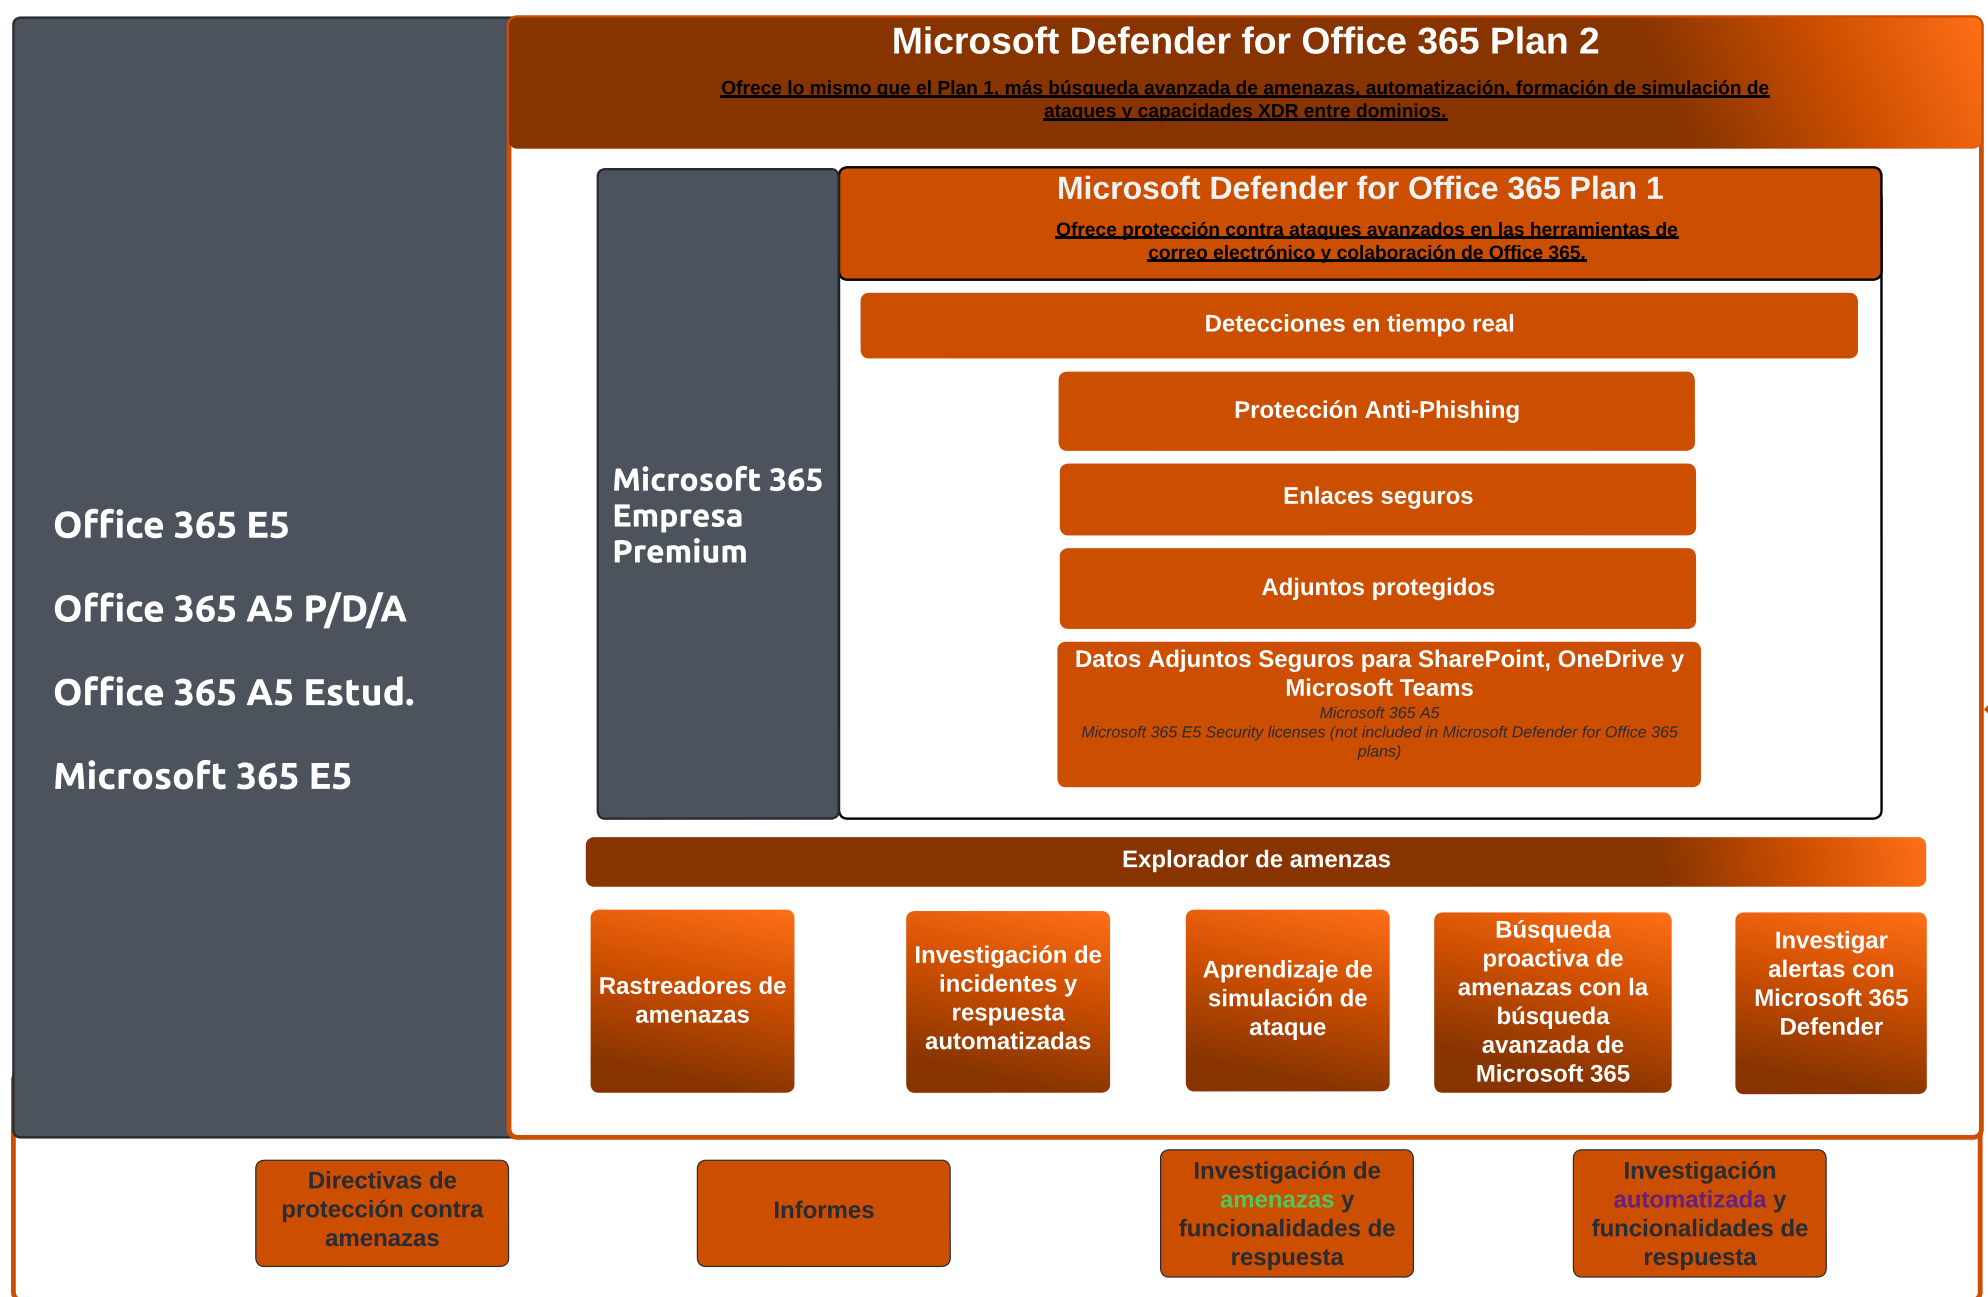 Microsoft Defender for Office 365 Plan 2
Ofrece lo mismo que el Plan 1, más búsqueda avanzada de amenazas, automatización, formación de simulación de
ataques y capacidades XDR entre dominios.
Microsoft Defender for Office 365 Plan 1
Ofrece protección contra ataques avanzados en las herramientas de
correo electrónico y colaboración de Office 365.
Detecciones en tiempo real
Protección Anti-Phishing
Enlaces seguros
Adjuntos protegidos
Datos Adjuntos Seguros para SharePoint, OneDrive y
Microsoft Teams
Microsoft 365 A5
Microsoft 365 E5 Security licenses (not included in Microsoft Defender for Office 365
plans)
Microsoft 365
Empresa
Premium
Office 365 E5
Office 365 A5 P/D/A
Office 365 A5 Estud.
Microsoft 365 E5
Explorador de amenzas
Rastreadores de
amenazas
Investigación de
incidentes y
respuesta
automatizadas
Aprendizaje de
simulación de
ataque
Búsqueda
proactiva de
amenazas con la
búsqueda
avanzada de
Microsoft 365
Investigar
alertas con
Microsoft 365
Defender
Directivas de
protección contra
amenazas
Informes
Investigación de
amenazas y
funcionalidades de
respuesta
Investigación
automatizada y
funcionalidades de
respuesta